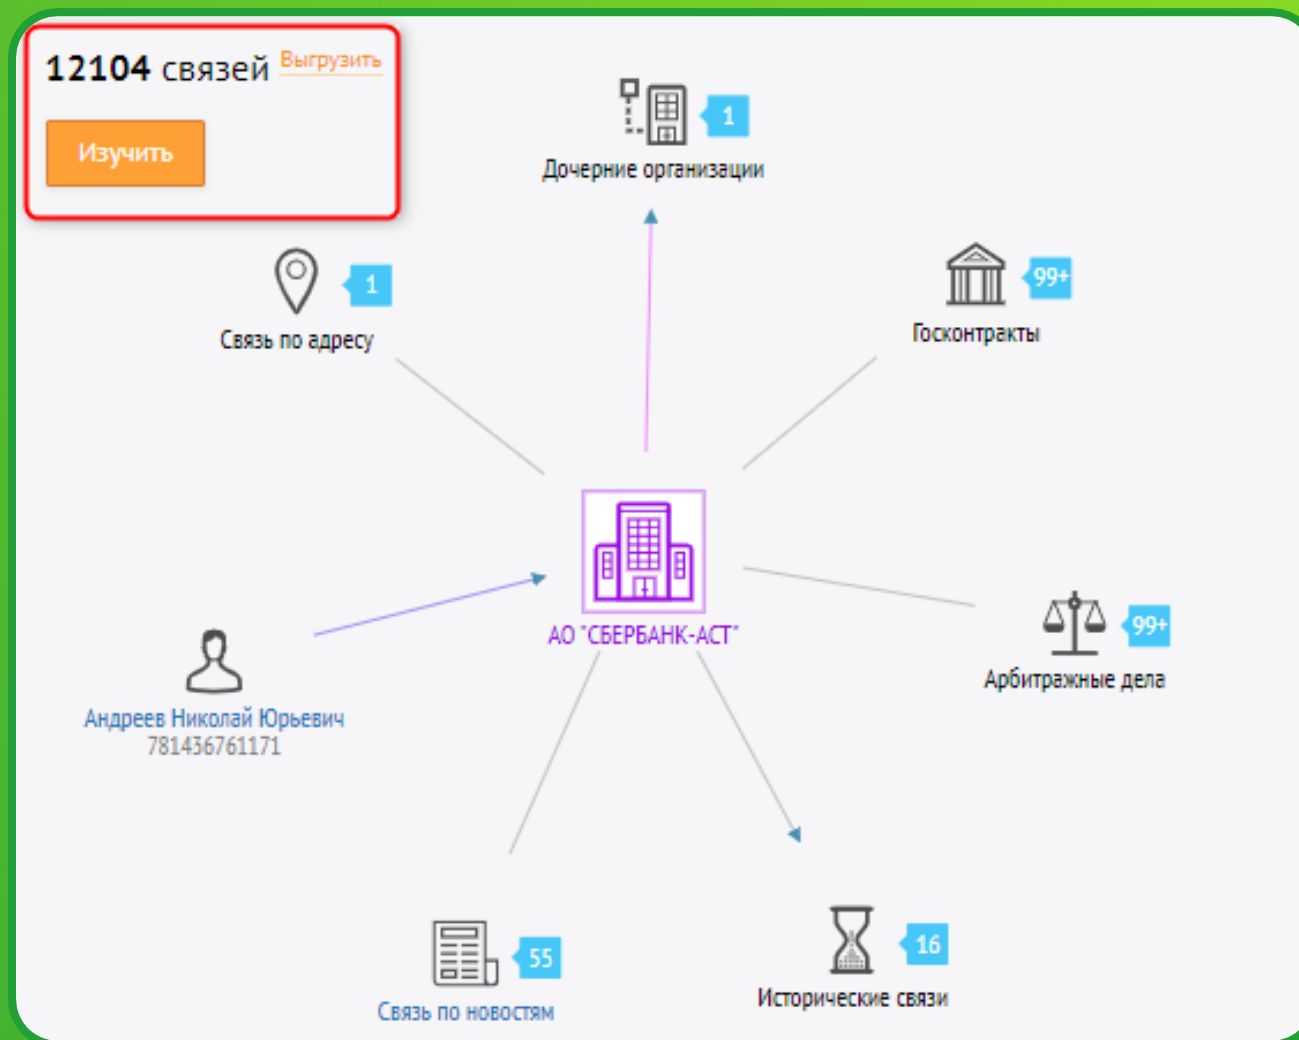 12104 связей Выгрузить
Изучить
1
Дочерние организации
1
Связь по адресу
99+
Госконтракты
АО "СБЕРБАНК-АСТ"
99+
Арбитражные дела
Андреев Николай Юрьевич
781436761171
55
Связь по новостям
16
Исторические связи